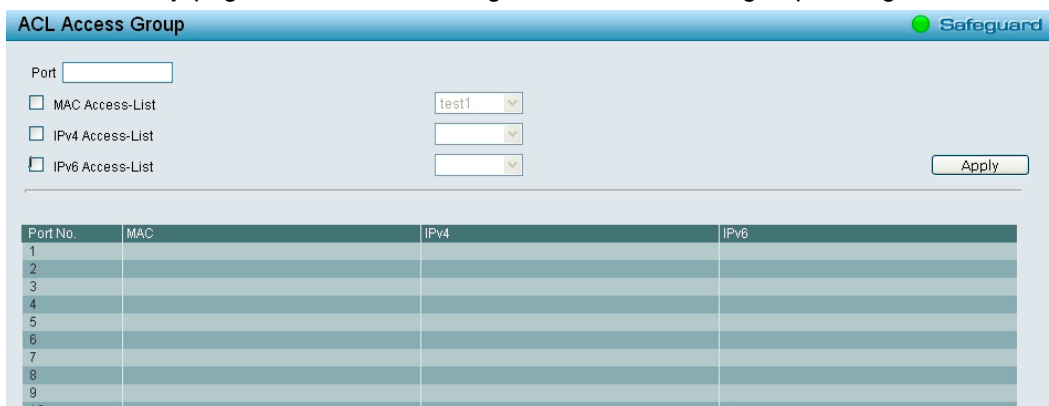 ACL Access Group Safeguard
Port
MAC Access-List test1
IPv4 Access-List
IPv6 Access-List Apply
Port No. MAC IPv4 IPv6
1
2
3
4
5
6
7
8
9